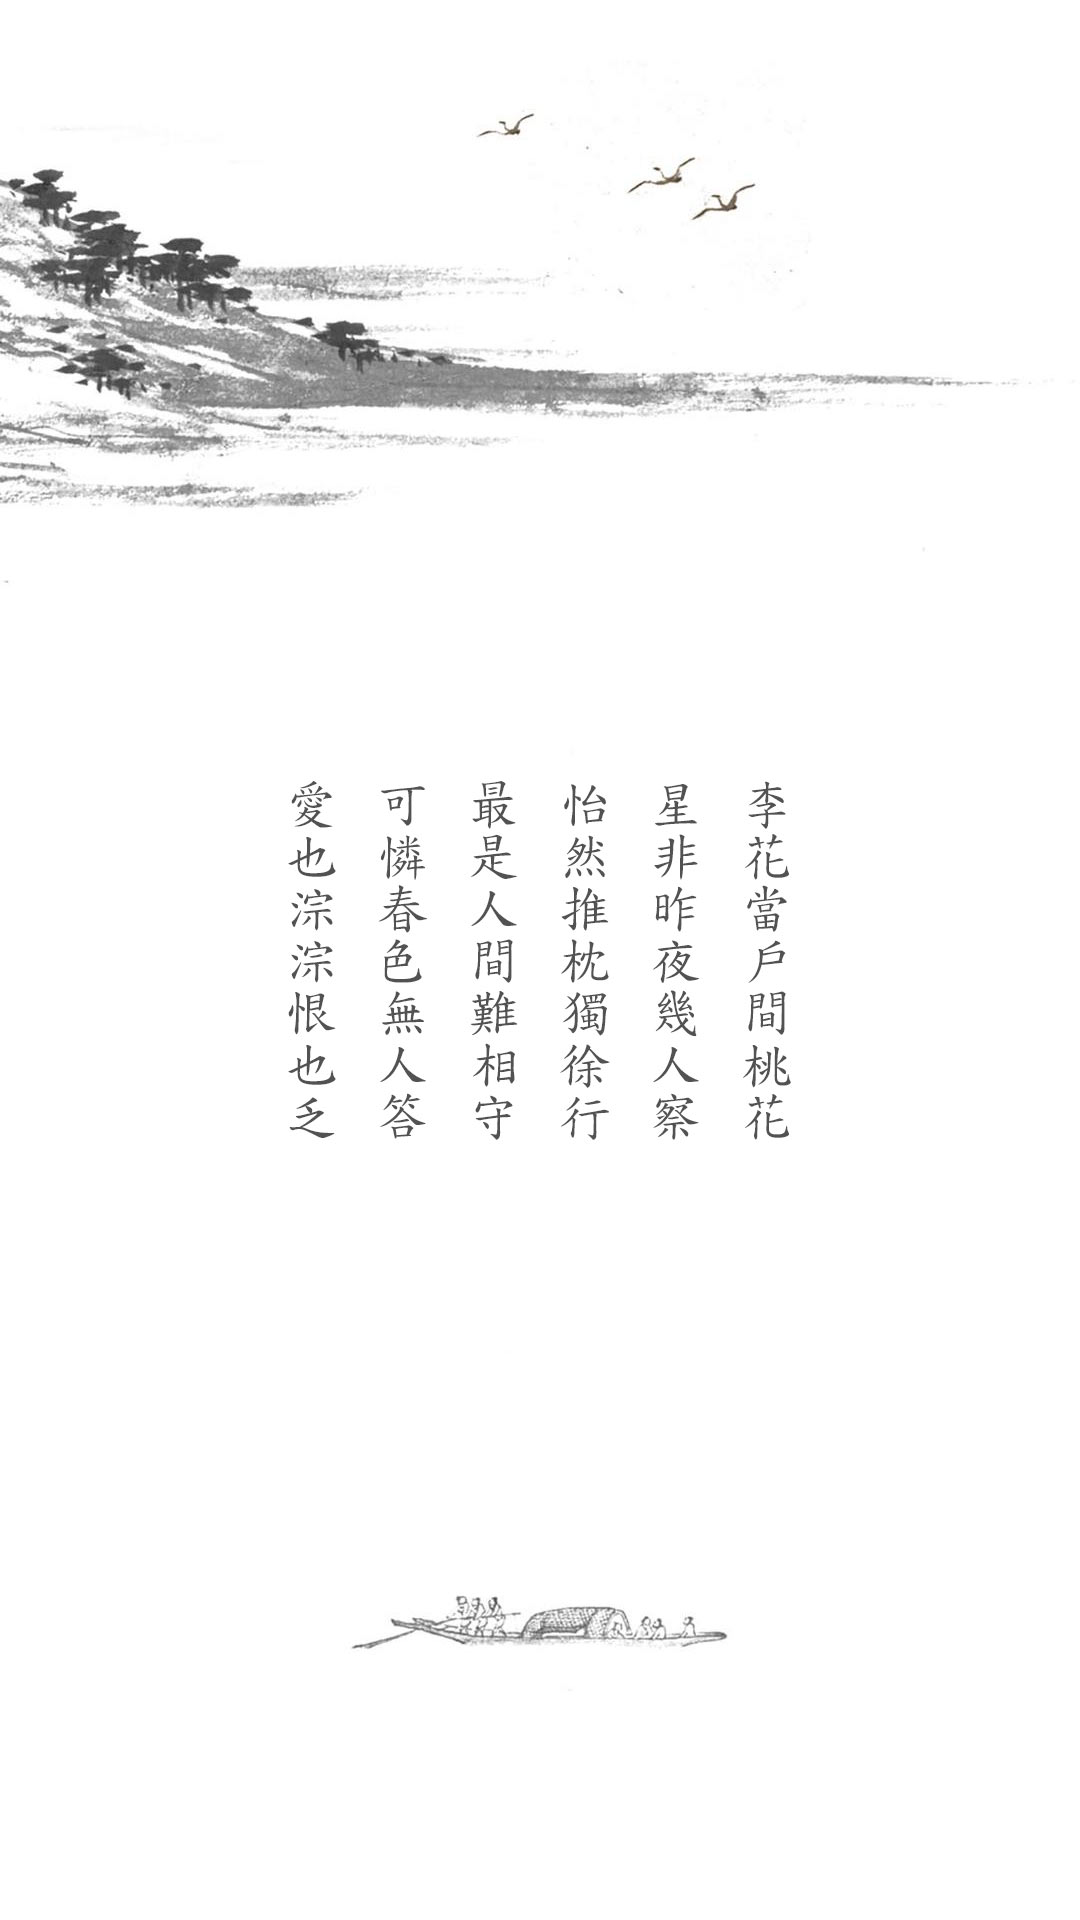 李花當戶間桃花
星非昨夜幾人察
怡然推枕獨徐行
最是人間難相守
可憐春色無人答
愛也淙淙恨也乏